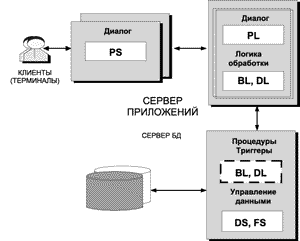 Диалог
PS
КЛИЕНТЫ
(ТЕРМИНАЛЫ)
Диалог
PL
Логика
обработки
BL, DL
СЕРВЕР
ПРИЛОЖЕНИЙ
СЕРВЕР БД
Процедуры
Триггеры
BL, DL
Управление
данными
DS, FS